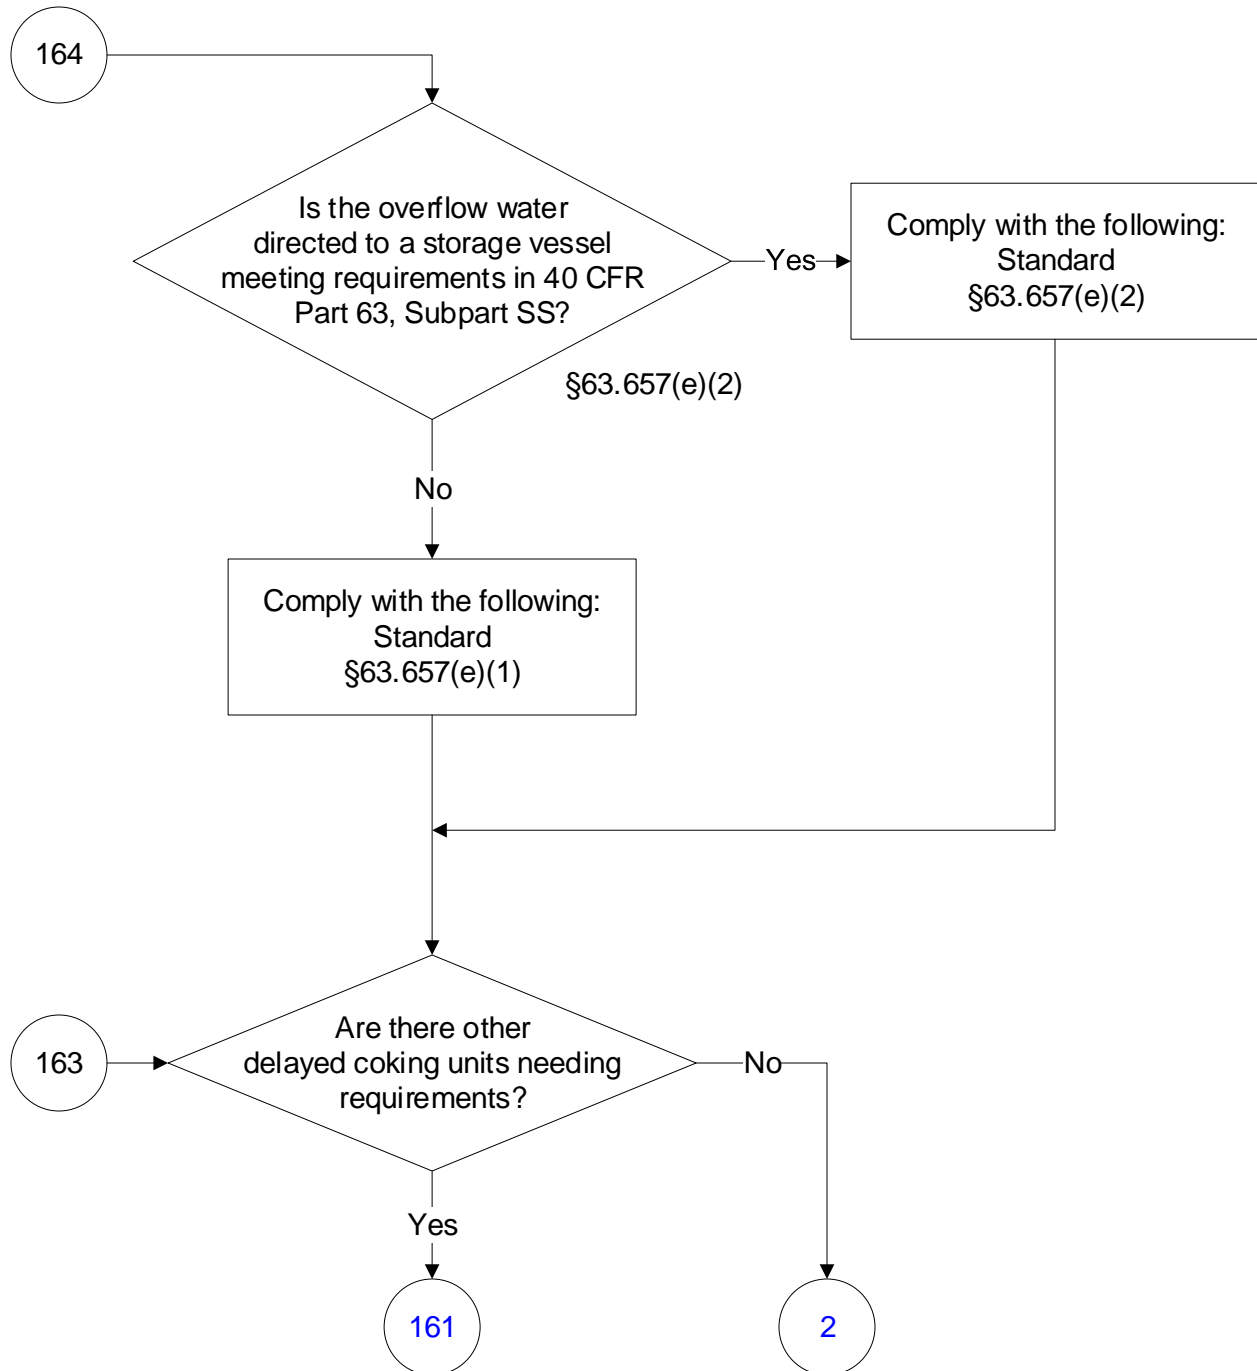 164
Is the overflow water
directed to a storage vessel
meeting requirements in 40 CFR
Part 63, Subpart SS?
Yes
Comply with the following:
Standard
§63.657(e)(2)
§63.657(e)(2)
No
Comply with the following:
Standard
§63.657(e)(1)
163
Are there other
delayed coking units needing
requirements?
No
Yes
161
2